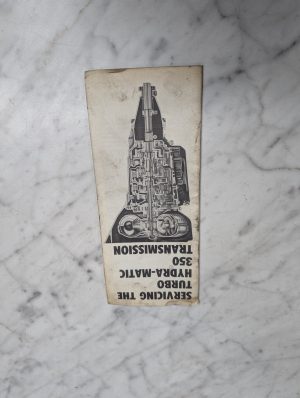 SERVICING THE
TURBO
HYDRA-MATIC
350
TRANSMISSION